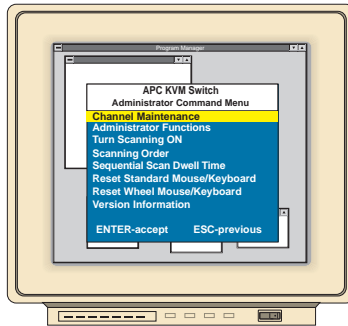 Program Manager
APC KVM Switch
Administrator Command Menu
Channel Maintenance
Administrator Functions
Turn Scanning ON
Scanning Order
Sequential Scan Dwell Time
Reset Standard Mouse/Keyboard
Reset Wheel Mouse/Keyboard
Version Information
ENTER-accept ESC-previous